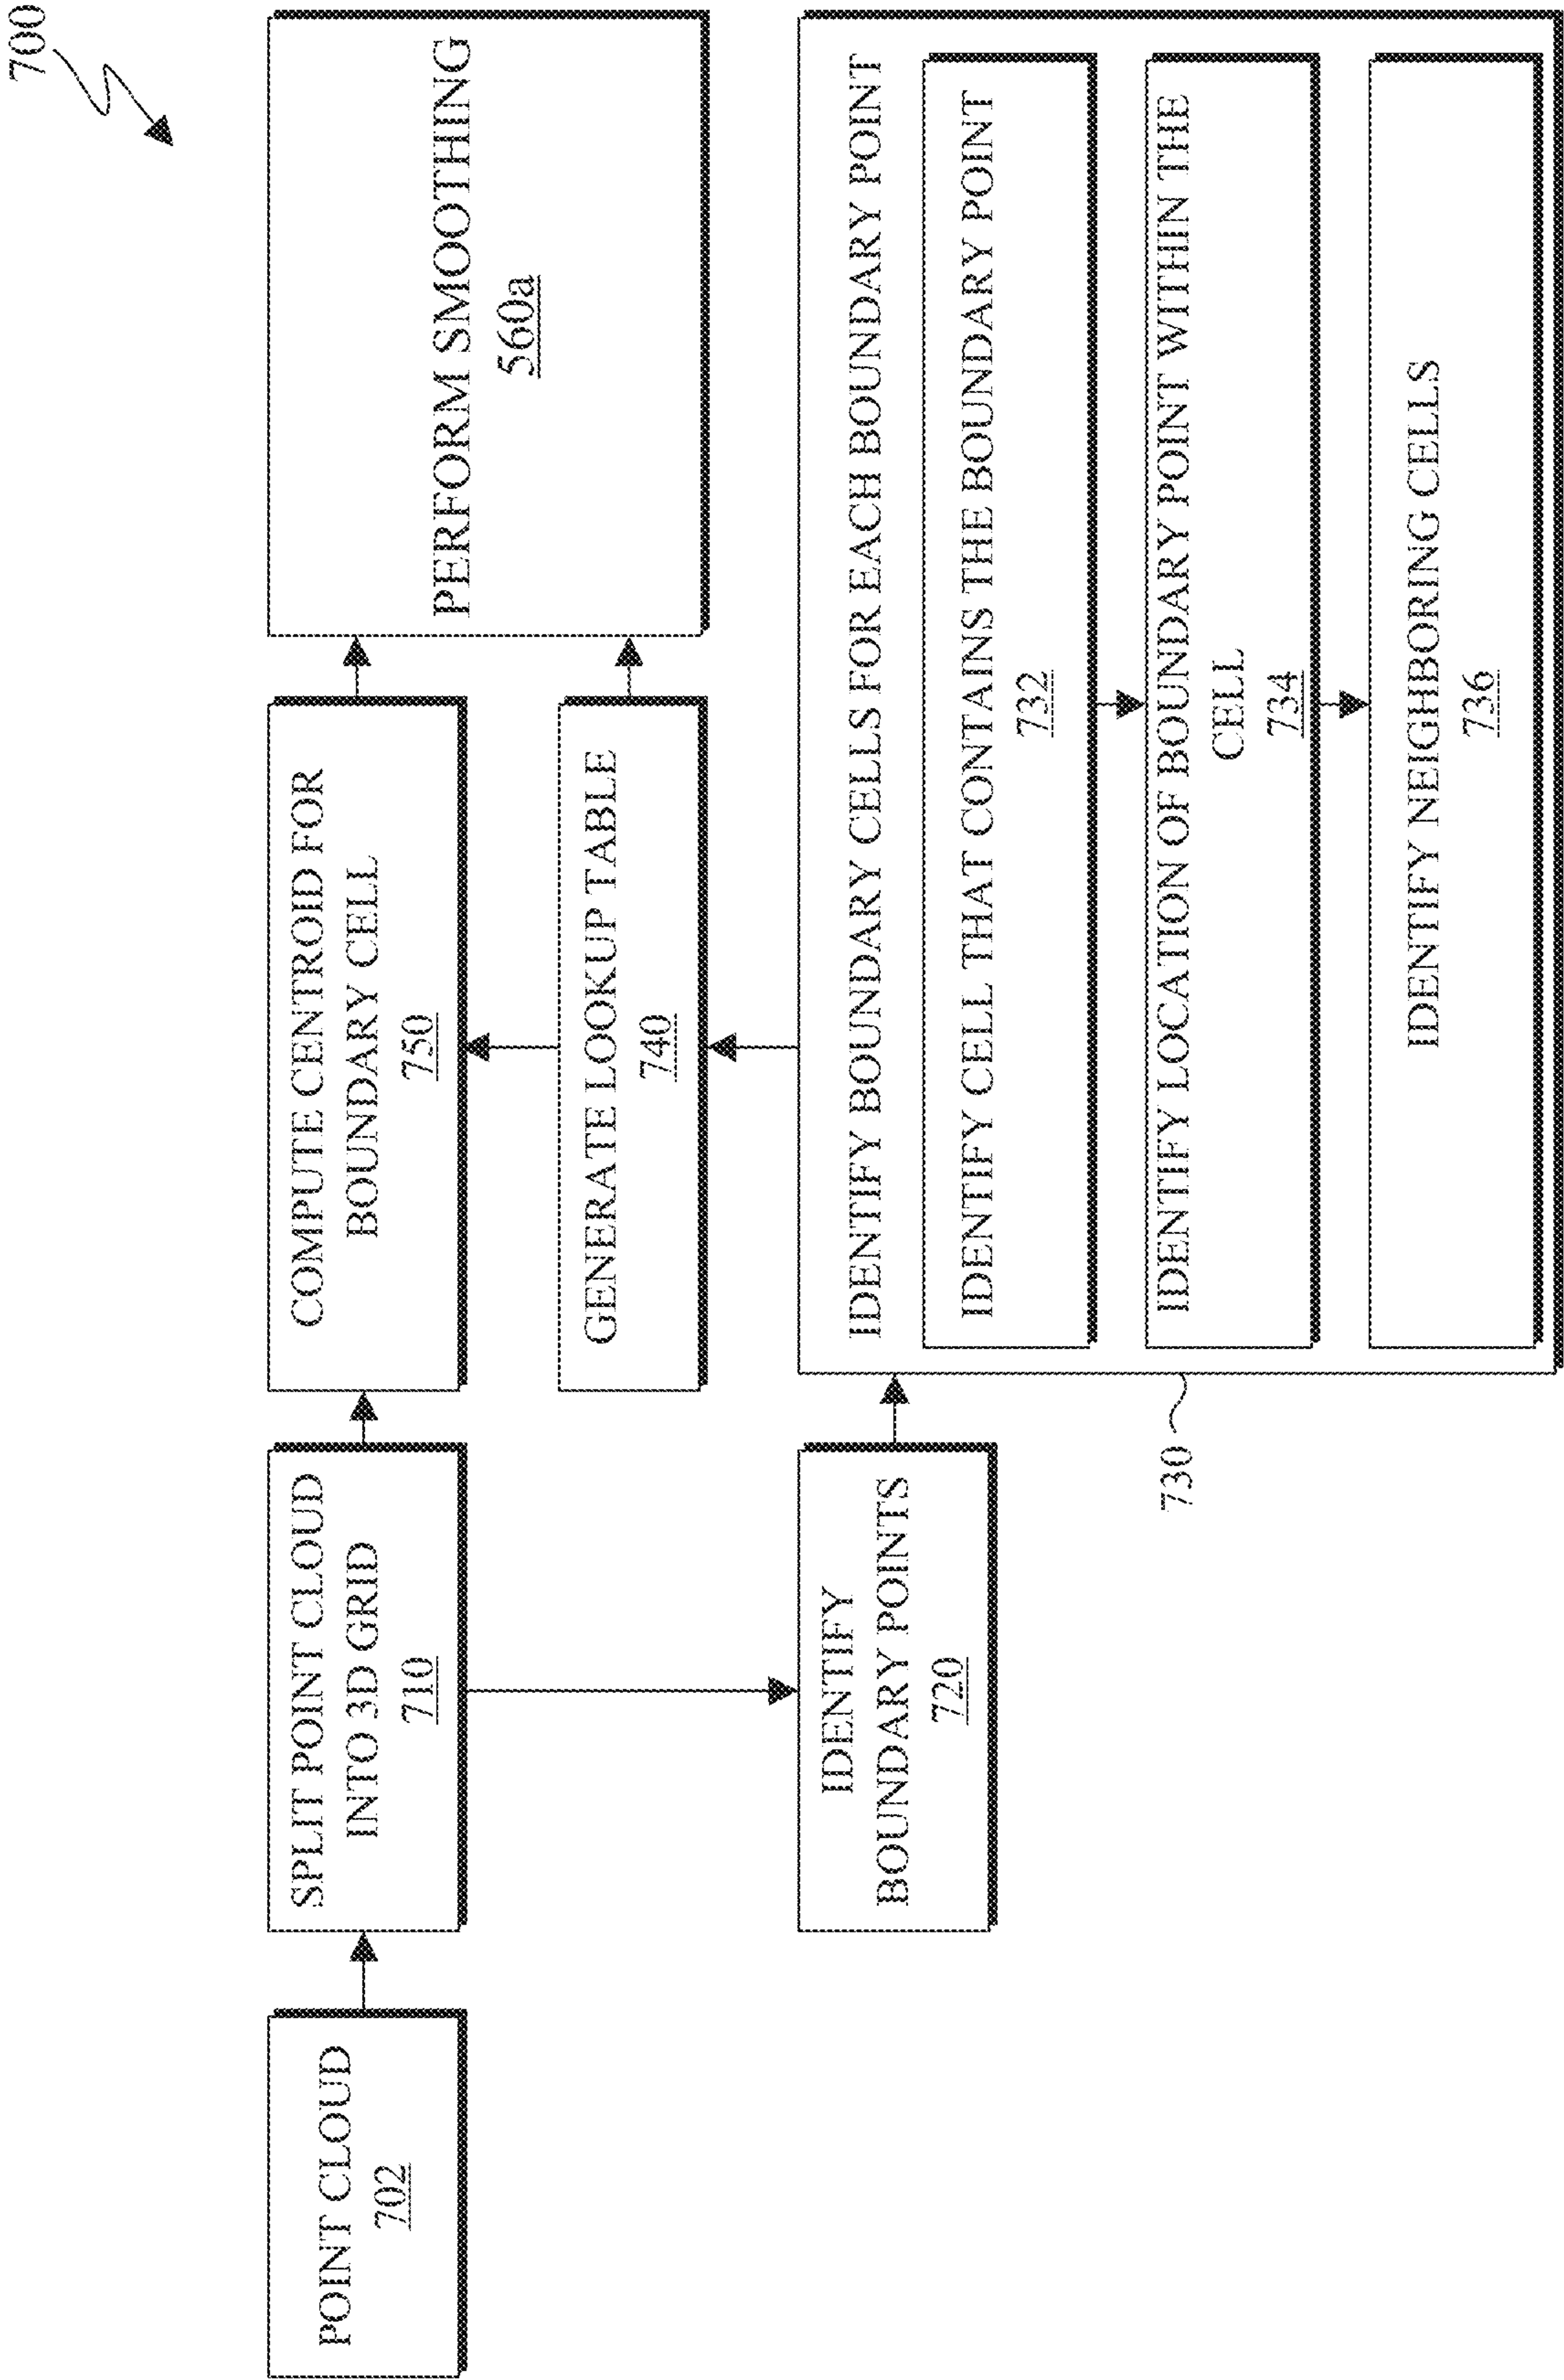 700
POINT CLOUD
702
SPLIT POINT CLOUD
INTO 3D GRID
710
COMPUTE CENTROID FOR
BOUNDARY CELL
750
PERFORM SMOOTHING
560a
GENERATE LOOKUP TABLE
740
IDENTIFY
BOUNDARY POINTS
720
730
IDENTIFY BOUNDARY CELLS FOR EACH BOUNDARY POINT
IDENTIFY CELL THAT CONTAINS THE BOUNDARY POINT
732
IDENTIFY LOCATION OF BOUNDARY POINT WITHIN THE
CELL
734
IDENTIFY NEIGHBORING CELLS
736